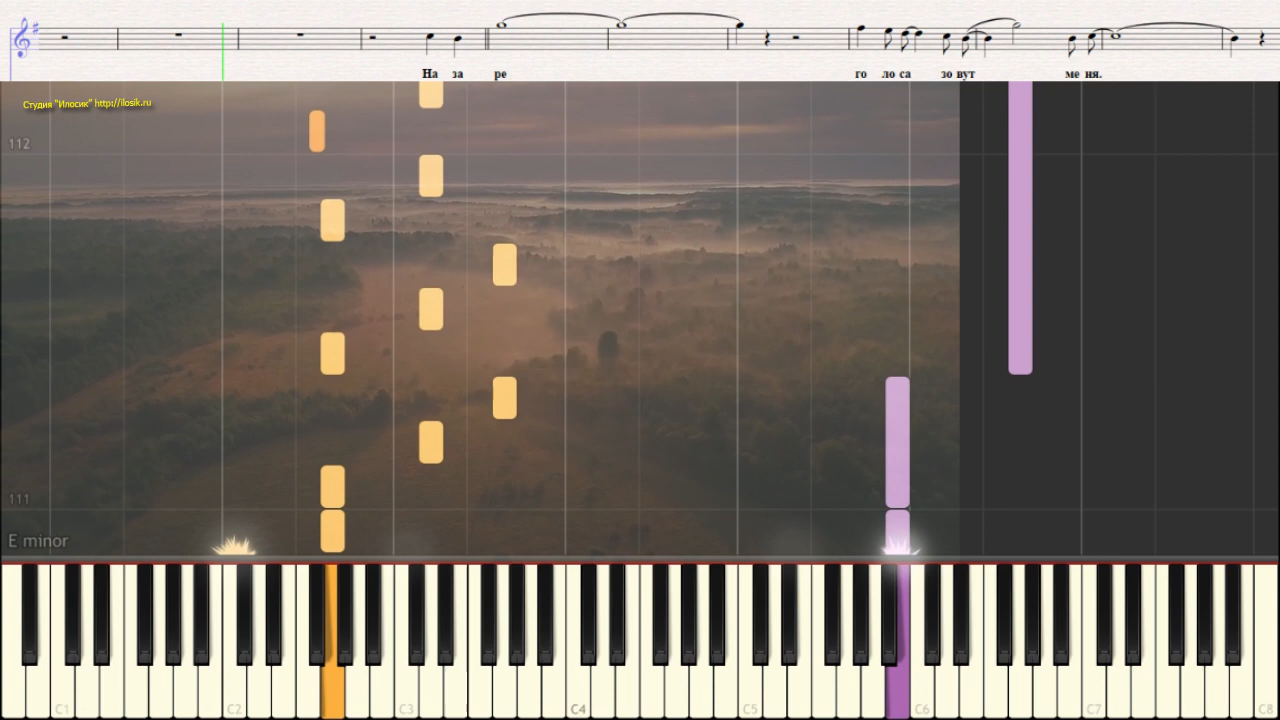 На за ре го ло са зо вут ме ня.
Студия "Илосик" http://ilosik.ru
112
111
E minor
C1 C2 C3 C4 C5 C6 C7 C8